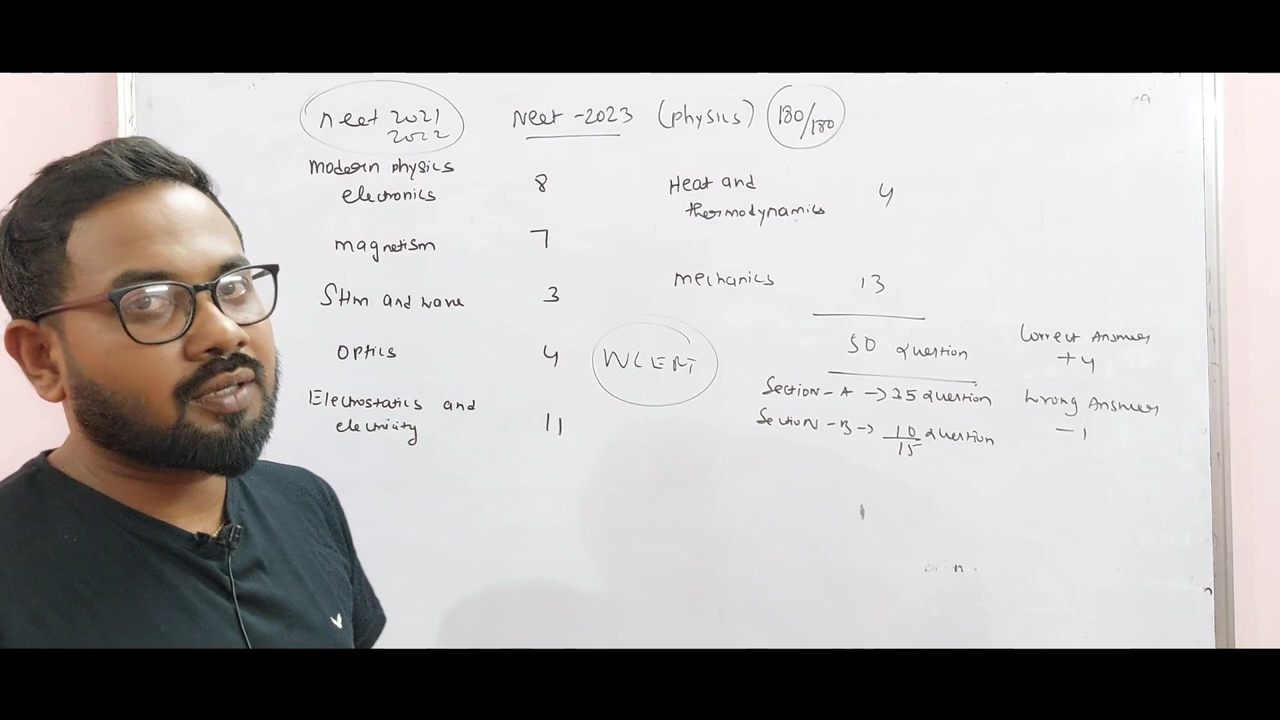 Neet 2021
2022
Neet -2023 (physics) 180/180
Modern physics
electronics 8
magnetism 7
SHM and wave 3
Optics 4
Electrostatics and
electricity 11
Heat and
thermodynamics 4
mechanics 13
50 question
NCERT
Section - A -> 35 question
Section - B -> 10/15 question
Correct Answer
+4
Wrong Answer
-1